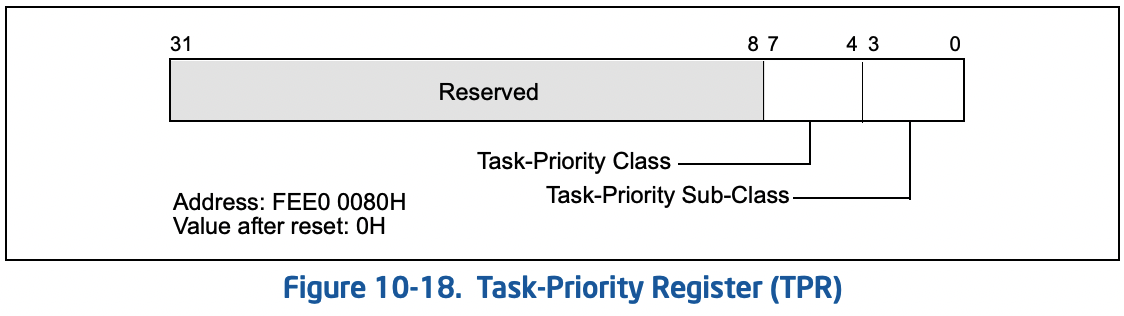 31 8 7 4 3 0
Reserved
Task-Priority Class
Task-Priority Sub-Class
Address: FEE0 0080H
Value after reset: 0H
Figure 10-18. Task-Priority Register (TPR)